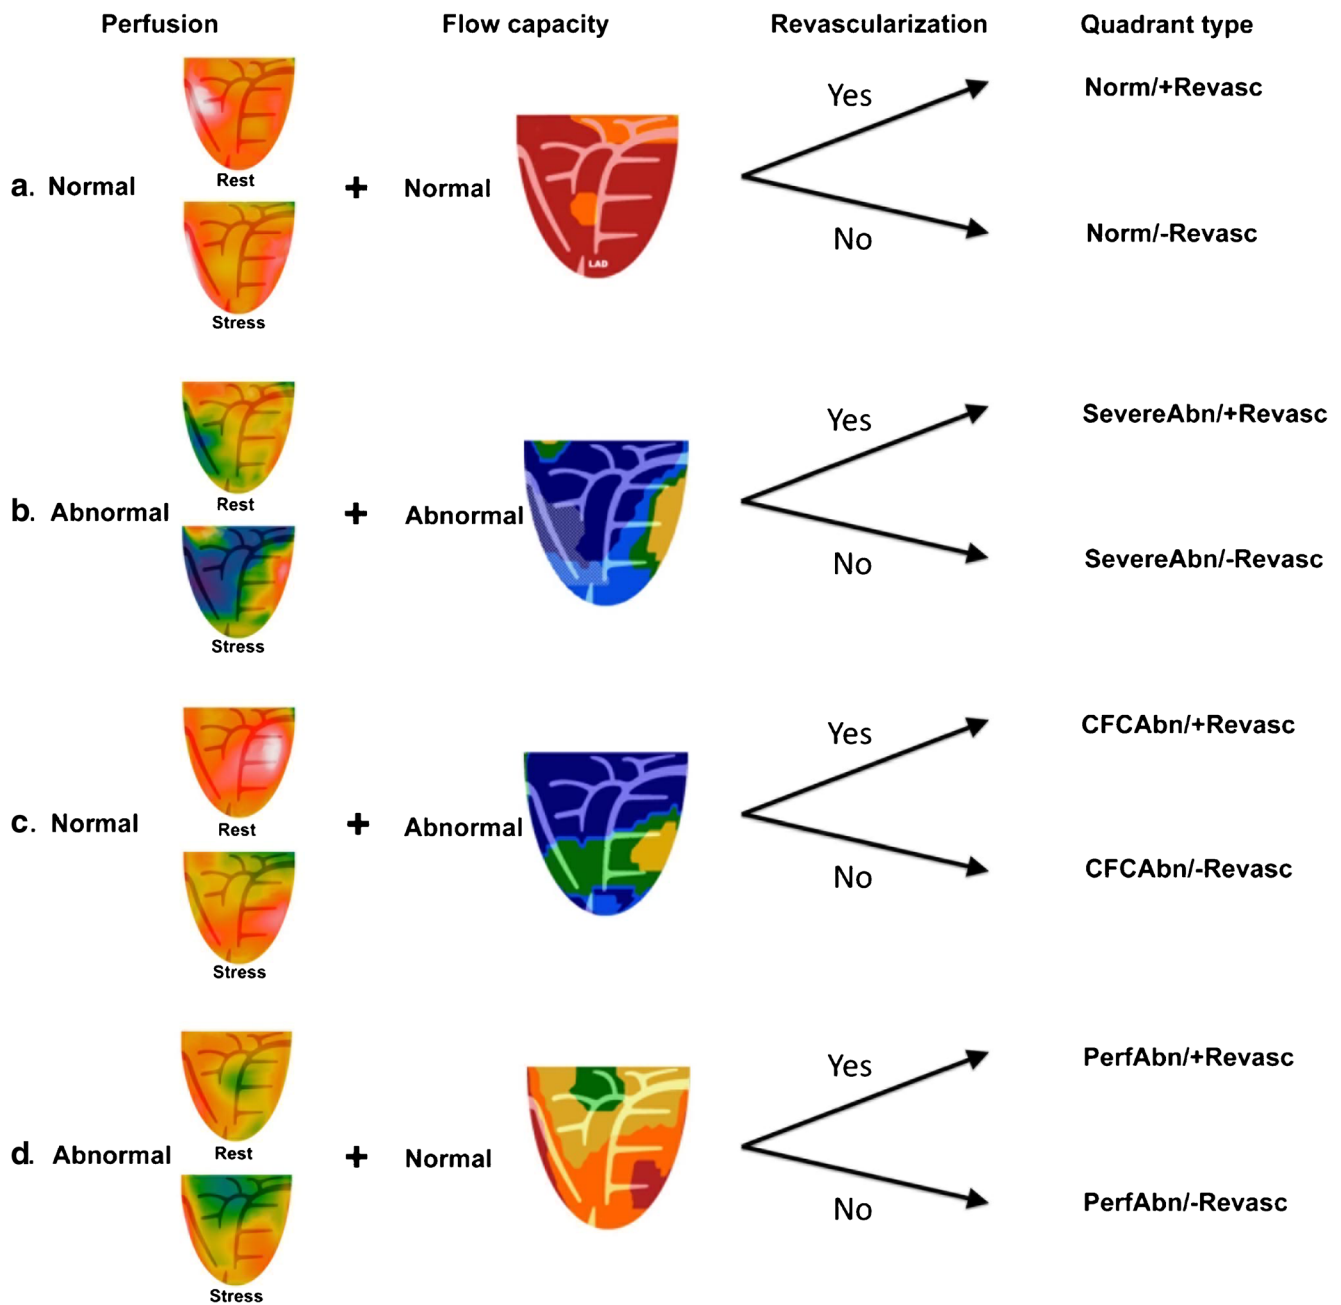 Perfusion Flow capacity Revascularization Quadrant type
a. Normal Rest Stress + Normal LAD Yes No Norm/+Revasc Norm/-Revasc
b. Abnormal Rest Stress + Abnormal Yes No SevereAbn/+Revasc SevereAbn/-Revasc
c. Normal Rest Stress + Abnormal Yes No CFCAbn/+Revasc CFCAbn/-Revasc
d. Abnormal Rest Stress + Normal Yes No PerfAbn/+Revasc PerfAbn/-Revasc